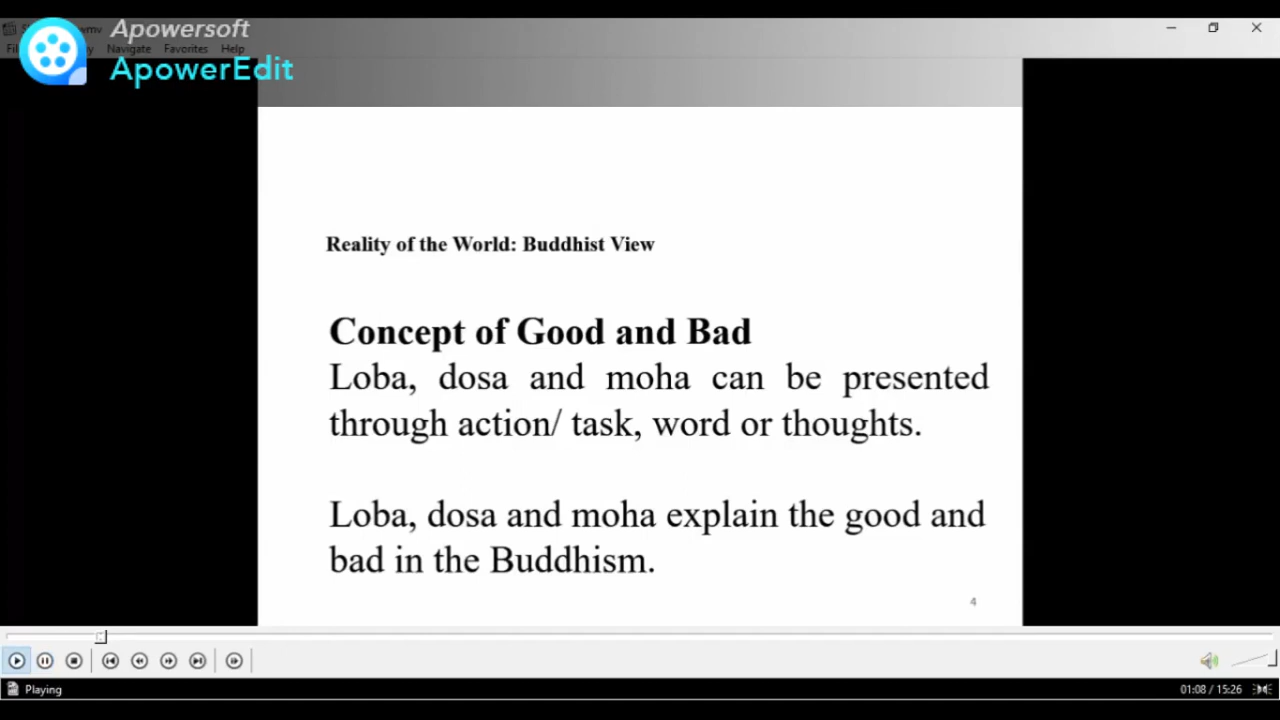 Apowersoft
ApowerEdit
Navigate Favorites Help
Reality of the World: Buddhist View
Concept of Good and Bad
Loba, dosa and moha can be presented
through action/ task, word or thoughts.
Loba, dosa and moha explain the good and
bad in the Buddhism.
4
Playing
01:08 / 15:26